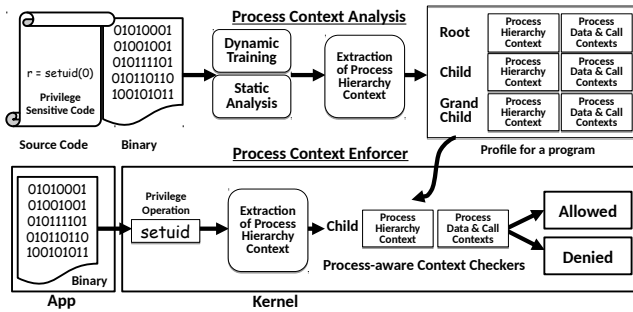 Process Context Analysis
r = setuid(0)
Privilege
Sensitive Code
01010001
01001001
010111101
010110110
100101011
Source Code
Binary
Dynamic
Training
Static
Analysis
Extraction
of Process
Hierarchy
Context
Root
Process
Hierarchy
Context
Process
Data & Call
Contexts
Child
Process
Hierarchy
Context
Process
Data & Call
Contexts
Grand
Child
Process
Hierarchy
Context
Process
Data & Call
Contexts
Profile for a program
Process Context Enforcer
01010001
01001001
010111101
010110110
100101011
Binary
App
Privilege
Operation
setuid
Extraction
of Process
Hierarchy
Context
Child
Process
Hierarchy
Context
Process
Data & Call
Contexts
Process-aware Context Checkers
Allowed
Denied
Kernel